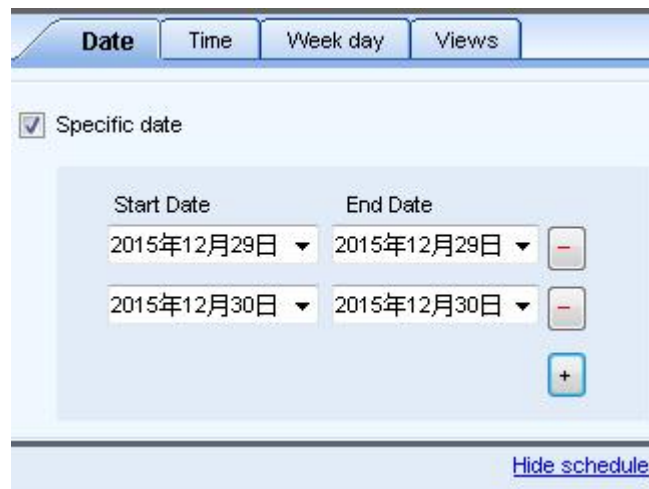 Date Time Week day Views
Specific date
Start Date End Date
2015年12月29日 2015年12月29日 −
2015年12月30日 2015年12月30日 −
+
Hide schedule